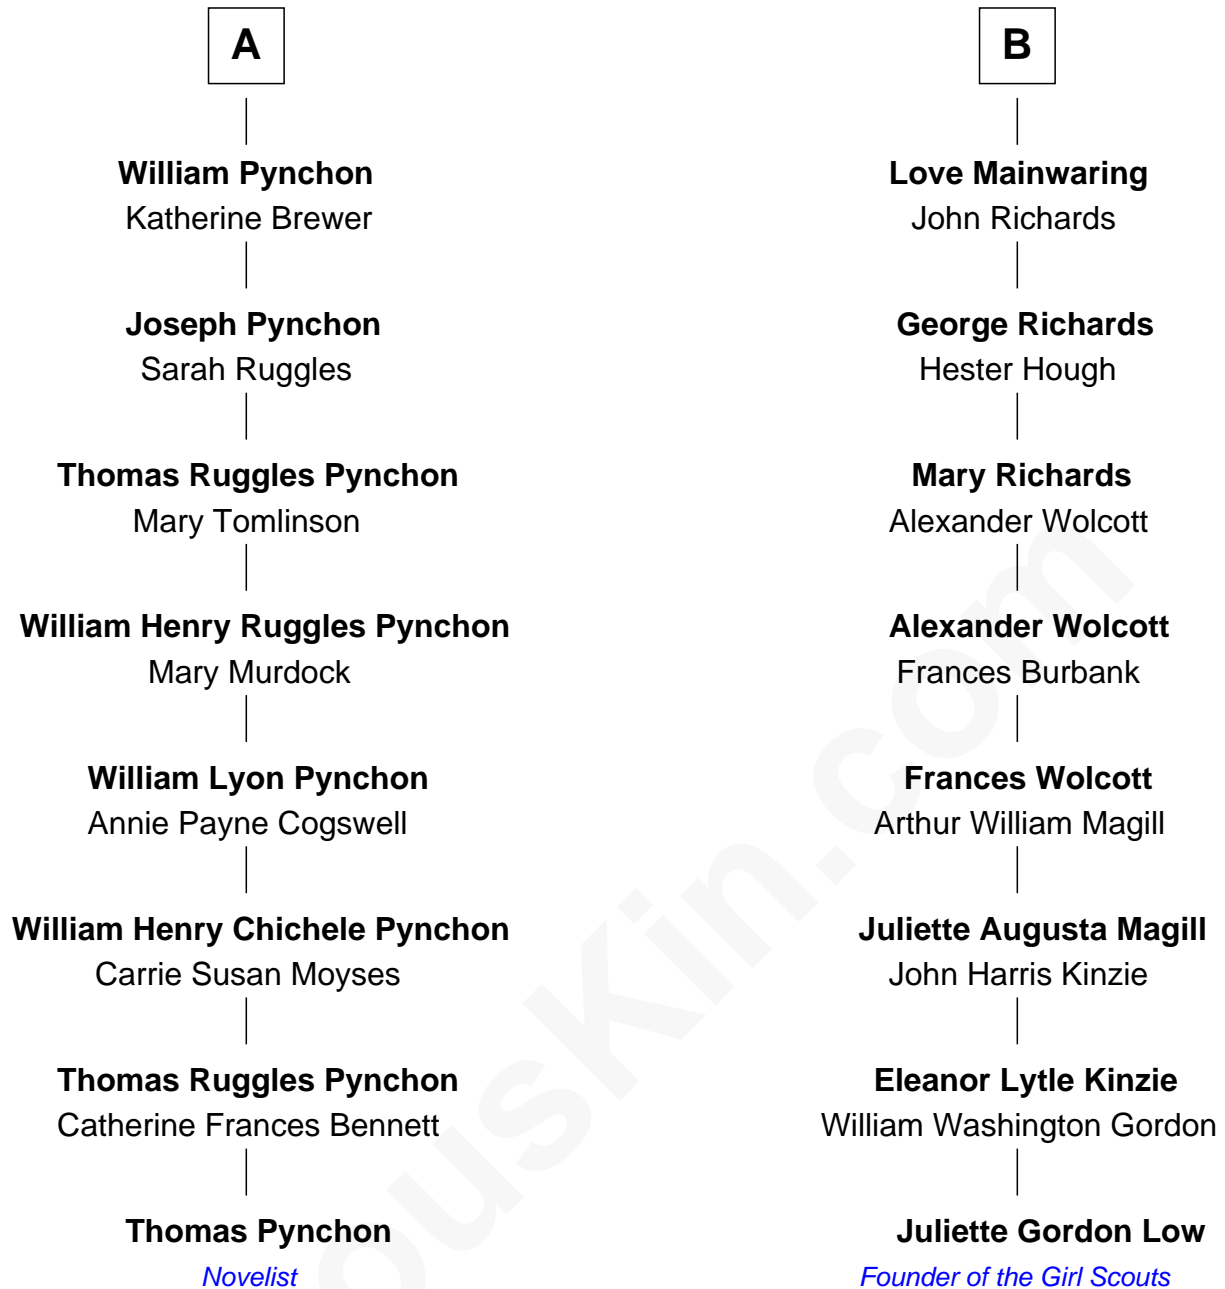 A
William Pynchon
Katherine Brewer
Joseph Pynchon
Sarah Ruggles
Thomas Ruggles Pynchon
Mary Tomlinson
William Henry Ruggles Pynchon
Mary Murdock
William Lyon Pynchon
Annie Payne Cogswell
William Henry Chichele Pynchon
Carrie Susan Moyses
Thomas Ruggles Pynchon
Catherine Frances Bennett
Thomas Pynchon
Novelist
B
Love Mainwaring
John Richards
George Richards
Hester Hough
Mary Richards
Alexander Wolcott
Alexander Wolcott
Frances Burbank
Frances Wolcott
Arthur William Magill
Juliette Augusta Magill
John Harris Kinzie
Eleanor Lytle Kinzie
William Washington Gordon
Juliette Gordon Low
Founder of the Girl Scouts
ousKin.com